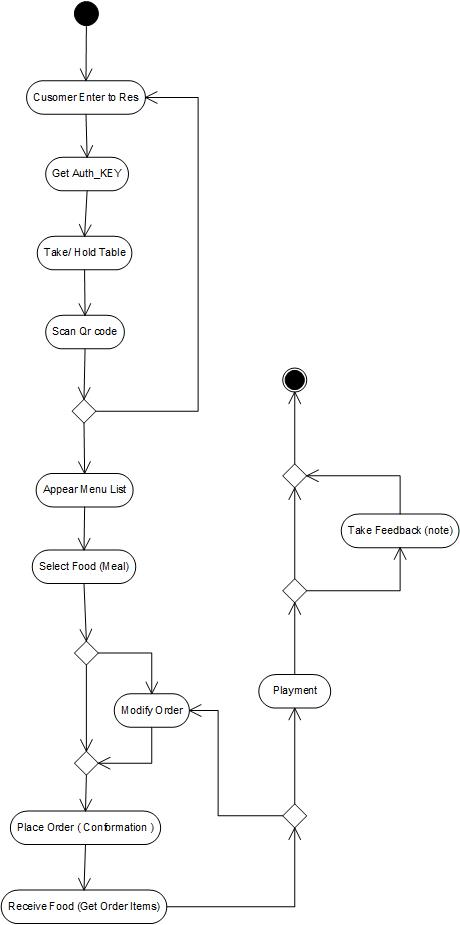 Cusomer Enter to Res
Get Auth_KEY
Take/ Hold Table
Scan Qr code
Appear Menu List
Select Food (Meal)
Modify Order
Place Order ( Conformation )
Receive Food (Get Order Items)
Playment
Take Feedback (note)